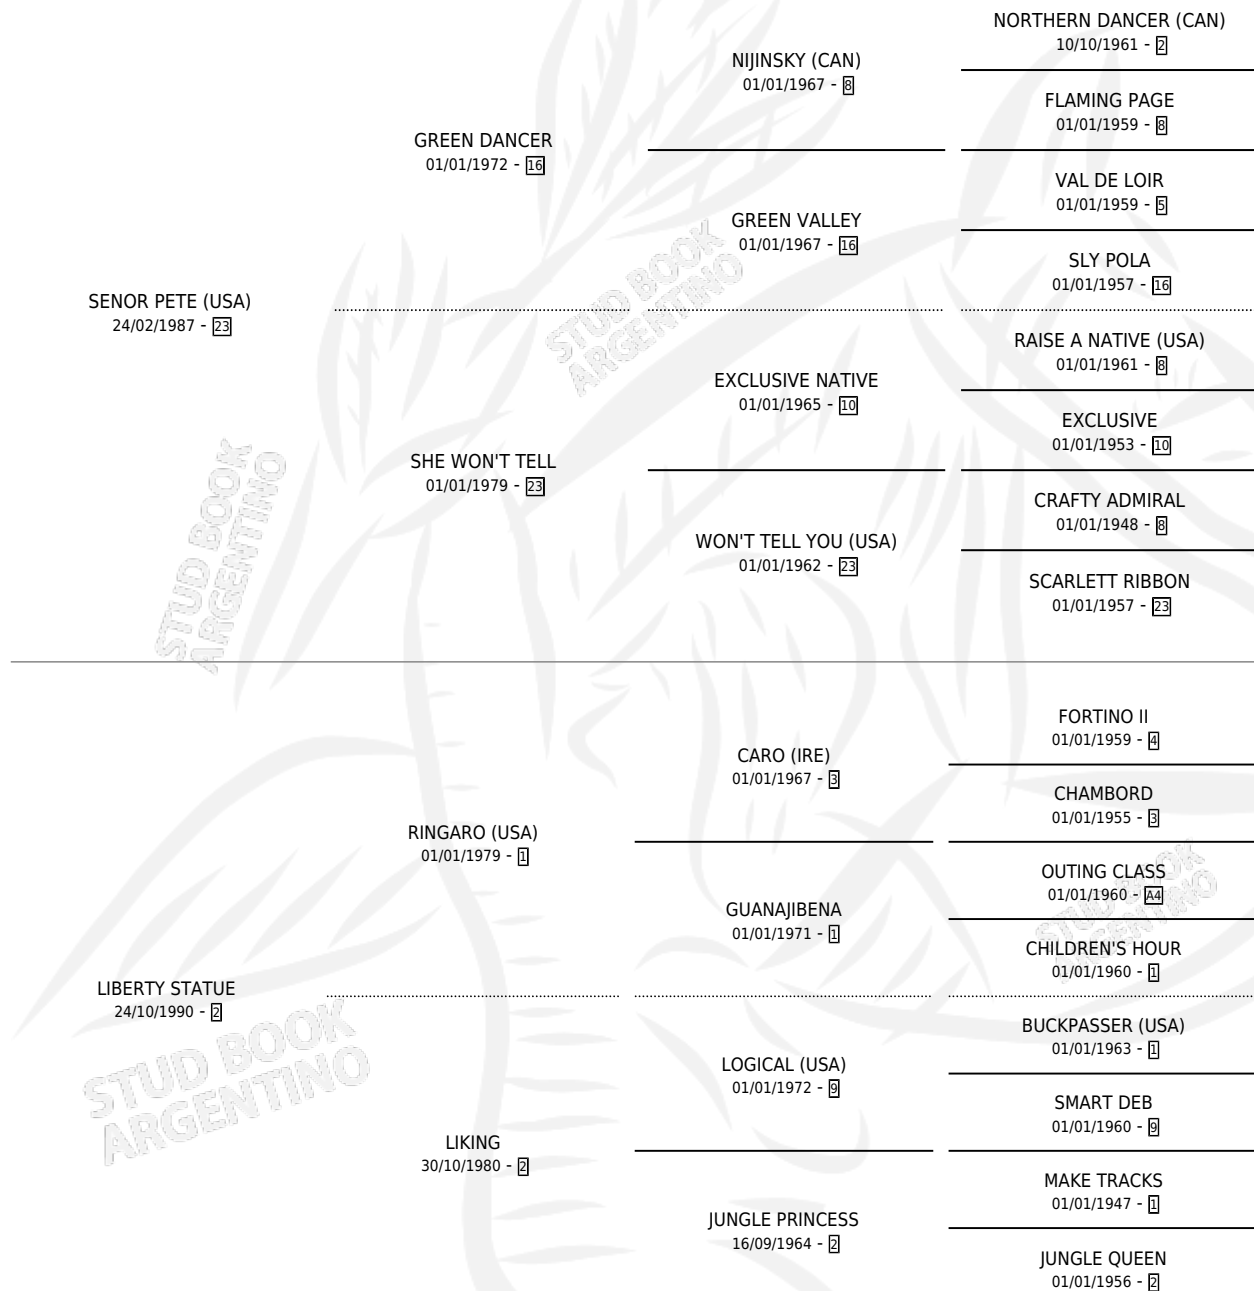 NORTHERN DANCER (CAN)
10/10/1961 - 2
NIJINSKY (CAN)
01/01/1967 - 8
FLAMING PAGE
01/01/1959 - 8
GREEN DANCER
01/01/1972 - 16
VAL DE LOIR
01/01/1959 - 5
GREEN VALLEY
01/01/1967 - 16
SLY POLA
01/01/1957 - 16
SENOR PETE (USA)
24/02/1987 - 23
RAISE A NATIVE (USA)
01/01/1961 - 8
EXCLUSIVE NATIVE
01/01/1965 - 10
EXCLUSIVE
01/01/1953 - 10
SHE WON'T TELL
01/01/1979 - 23
CRAFTY ADMIRAL
01/01/1948 - 8
WON'T TELL YOU (USA)
01/01/1962 - 23
SCARLETT RIBBON
01/01/1957 - 23
FORTINO II
01/01/1959 - 4
CARO (IRE)
01/01/1967 - 3
CHAMBORD
01/01/1955 - 3
RINGARO (USA)
01/01/1979 - 1
OUTING CLASS
01/01/1960 - A4
GUANAJIBENA
01/01/1971 - 1
CHILDREN'S HOUR
01/01/1960 - 1
LIBERTY STATUE
24/10/1990 - 2
BUCKPASSER (USA)
01/01/1963 - 1
LOGICAL (USA)
01/01/1972 - 9
SMART DEB
01/01/1960 - 9
LIKING
30/10/1980 - 2
MAKE TRACKS
01/01/1947 - 1
JUNGLE PRINCESS
16/09/1964 - 2
JUNGLE QUEEN
01/01/1956 - 2
STUD BOOK
ARGENTINO
STUD BOOK
ARGENTINO
STUD BOOK
ARGENTINO
STUD BOOK
ARGENTINO